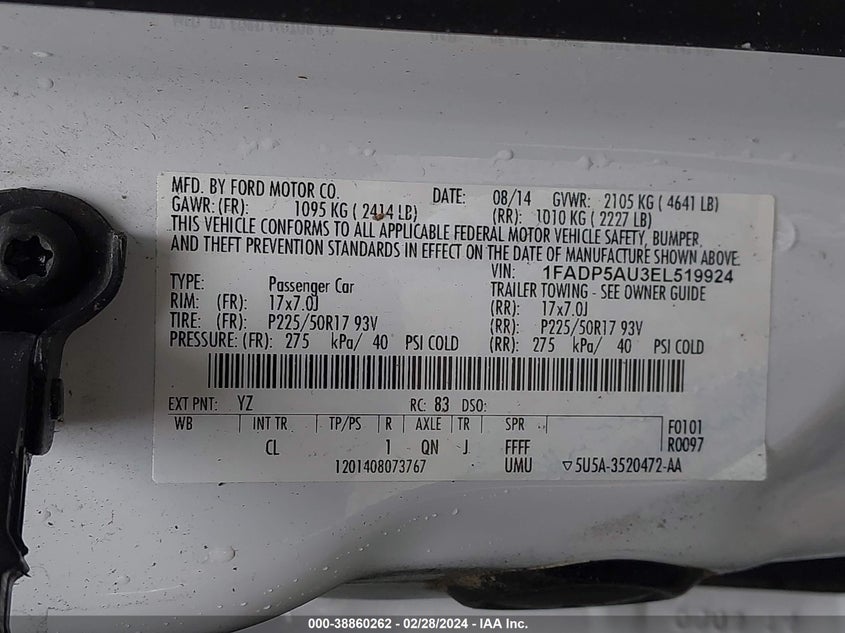 MFD. BY FORD MOTOR CO. DATE: 08/14 GVWR: 2105 KG ( 4641 LB)
GAWR: (FR): 1095 KG ( 2414 LB) (RR): 1010 KG ( 2227 LB)
THIS VEHICLE CONFORMS TO ALL APPLICABLE FEDERAL MOTOR VEHICLE SAFETY, BUMPER,
AND THEFT PREVENTION STANDARDS IN EFFECT ON THE DATE OF MANUFACTURE SHOWN ABOVE.
VIN: 1FADP5AU3EL519924
TYPE: Passenger Car TRAILER TOWING - SEE OWNER GUIDE
RIM: (FR): 17x7.0J (RR): 17x7.0J
TIRE: (FR): P225/50R17 93V (RR): P225/50R17 93V
PRESSURE: (FR): 275 kPa/ 40 PSI COLD (RR): 275 kPa/ 40 PSI COLD
EXT PNT: YZ RC: 83 DSO:
WB INT TR TP/PS R AXLE TR SPR F0101
CL 1 QN J FFFF R0097
1201408073767 UMU ▽5U5A-3520472-AA
000-38860262 - 02/28/2024 - IAA Inc.